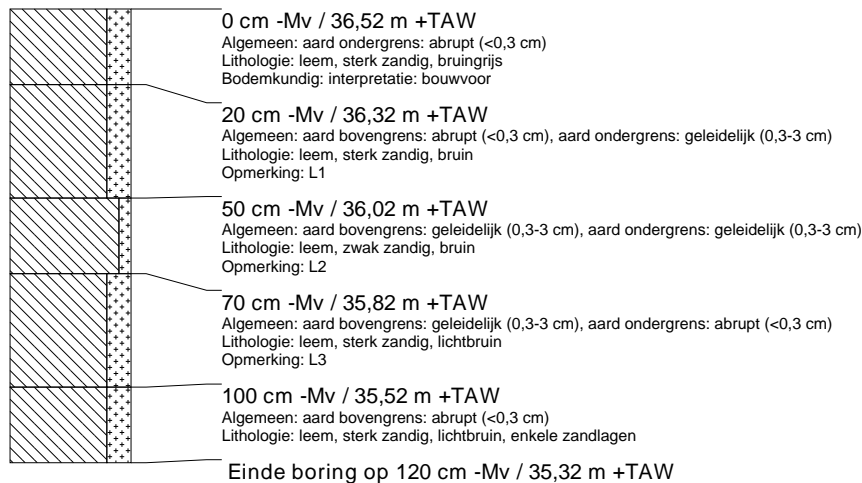 0 cm -Mv / 36,52 m +TAW
Algemeen: aard ondergrens: abrupt (<0,3 cm)
Lithologie: leem, sterk zandig, bruingrijs
Bodemkundig: interpretatie: bouwvoor
20 cm -Mv / 36,32 m +TAW
Algemeen: aard bovengrens: abrupt (<0,3 cm), aard ondergrens: geleidelijk (0,3-3 cm)
Lithologie: leem, sterk zandig, bruin
Opmerking: L1
50 cm -Mv / 36,02 m +TAW
Algemeen: aard bovengrens: geleidelijk (0,3-3 cm), aard ondergrens: geleidelijk (0,3-3 cm)
Lithologie: leem, zwak zandig, bruin
Opmerking: L2
70 cm -Mv / 35,82 m +TAW
Algemeen: aard bovengrens: geleidelijk (0,3-3 cm), aard ondergrens: abrupt (<0,3 cm)
Lithologie: leem, sterk zandig, lichtbruin
Opmerking: L3
100 cm -Mv / 35,52 m +TAW
Algemeen: aard bovengrens: abrupt (<0,3 cm)
Lithologie: leem, sterk zandig, lichtbruin, enkele zandlagen
Einde boring op 120 cm -Mv / 35,32 m +TAW